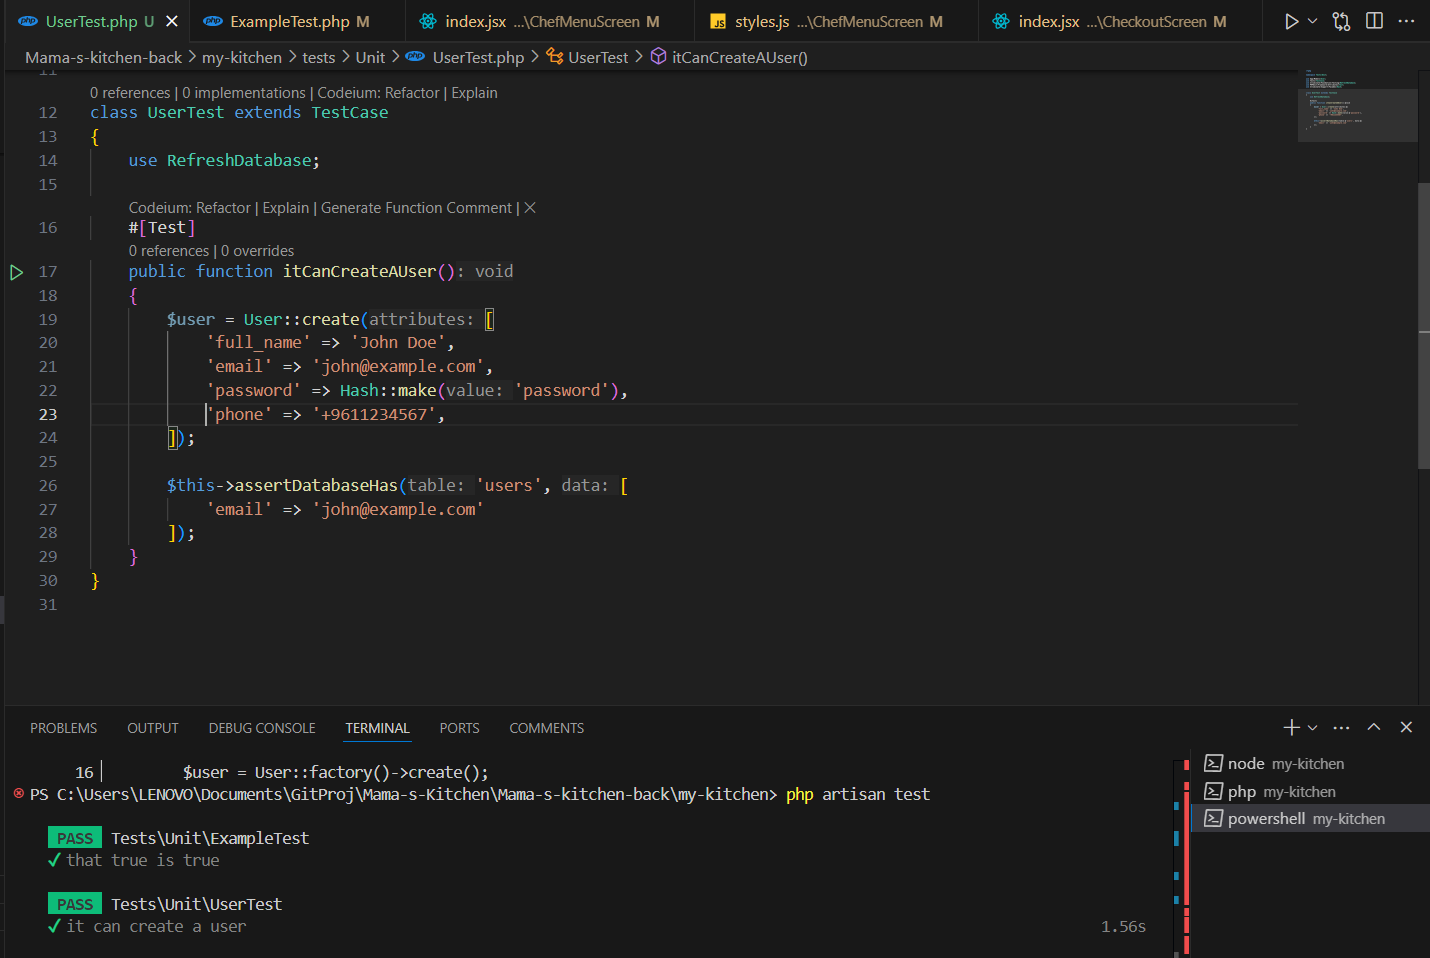 UserTest.php U
ExampleTest.php M
index.jsx ...\ChefMenuScreen M
styles.js ...\ChefMenuScreen M
index.jsx ...\CheckoutScreen M
Mama-s-kitchen-back > my-kitchen > tests > Unit > UserTest.php > UserTest > itCanCreateAUser()
11
0 references | 0 implementations | Codeium: Refactor | Explain
12 class UserTest extends TestCase
13 {
14 use RefreshDatabase;
15
Codeium: Refactor | Explain | Generate Function Comment | ×
16 #[Test]
0 references | 0 overrides
17 public function itCanCreateAUser(): void
18 {
19 $user = User::create(attributes: [
20 'full_name' => 'John Doe',
21 'email' => 'john@example.com',
22 'password' => Hash::make(value: 'password'),
23 'phone' => '+9611234567',
24 ]);
25
26 $this->assertDatabaseHas(table: 'users', data: [
27 'email' => 'john@example.com'
28 ]);
29 }
30 }
31
PROBLEMS OUTPUT DEBUG CONSOLE TERMINAL PORTS COMMENTS
16| $user = User::factory()->create();
PS C:\Users\LENOVO\Documents\GitProj\Mama-s-Kitchen\Mama-s-kitchen-back\my-kitchen> php artisan test
PASS Tests\Unit\ExampleTest
✓ that true is true
PASS Tests\Unit\UserTest
✓ it can create a user 1.56s
node my-kitchen
php my-kitchen
powershell my-kitchen